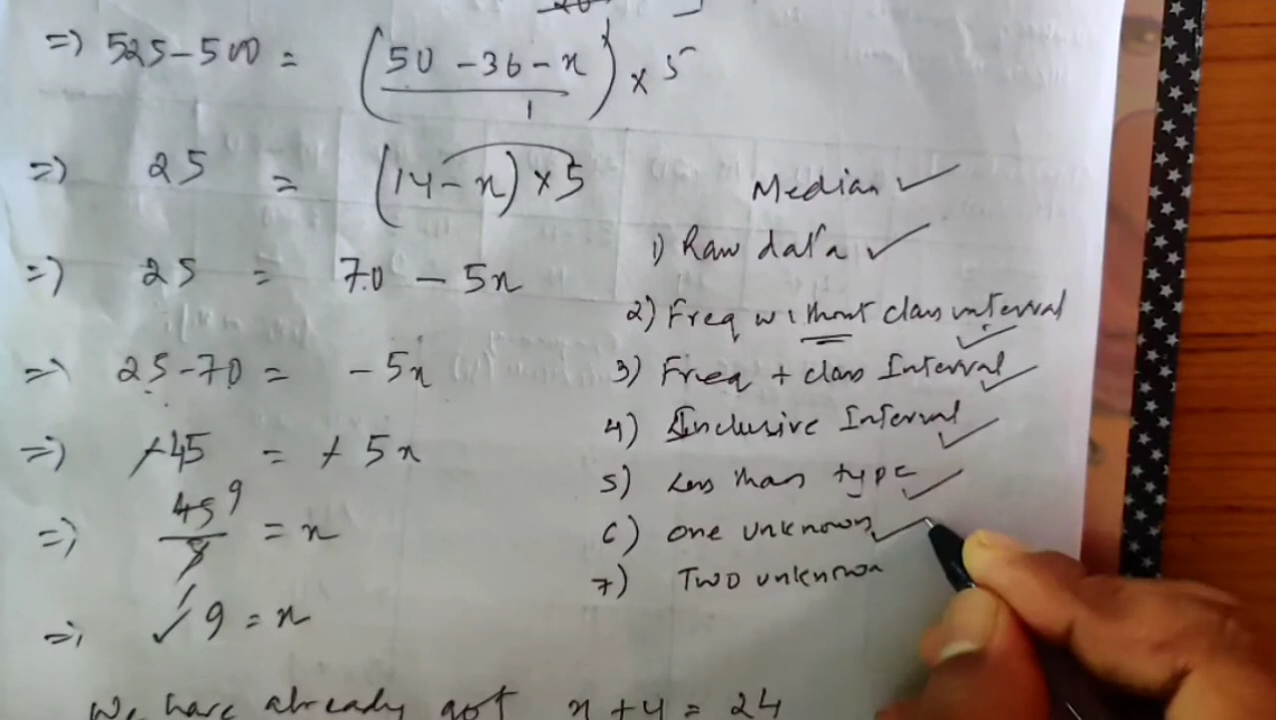 =) 525-500 = (50 - 36 - x / 1) × 5
=) 25 = (14 - x) × 5
=) 25 = 70 - 5x
=) 25-70 = - 5x
=) +45 = + 5x
=) 45/5 9 = x
=) ✓ 9 = x
We have already got x + y = 24
Median ✓
1) Raw data ✓
2) Freq without class interval ✓
3) Freq + class Interval ✓
4) Inclusive Interval ✓
5) Less than type ✓
6) one unknown ✓
7) Two unknown